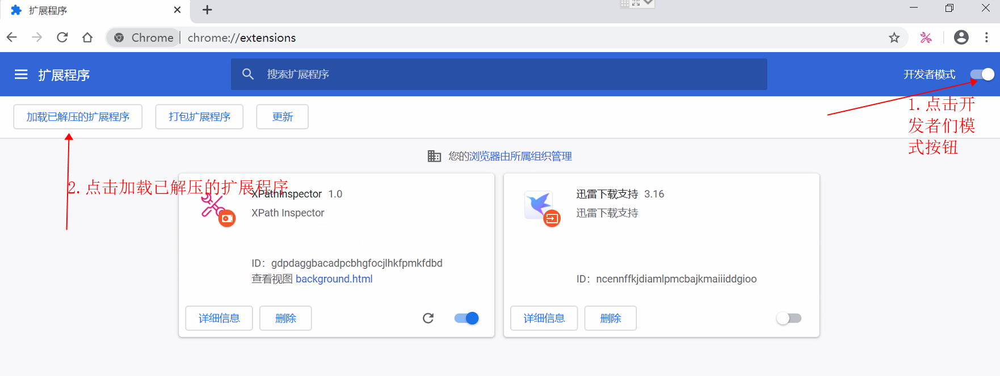 扩展程序
Chrome
chrome://extensions
扩展程序
搜索扩展程序
开发者模式
加载已解压的扩展程序
打包扩展程序
更新
1. 点击开
发者们模
式按钮
您的浏览器由所属组织管理
2. 点击加载已解压的扩展程序
XPathInspector 1.0
XPath Inspector
ID：gdpdaggbacadpcbhgfocjlhkfpmkfdbd
查看视图 background.html
详细信息
删除
迅雷下载支持 3.16
迅雷下载支持
ID：ncennffkjdiamlpmcbajkmaiiiddgioo
详细信息
删除